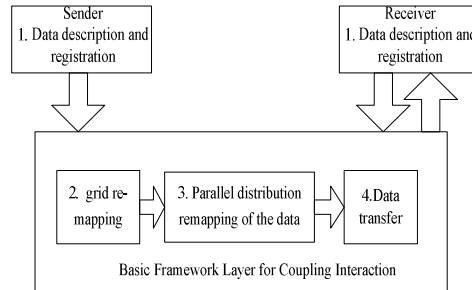 Sender
1. Data description and
registration
Receiver
1. Data description and
registration
2. grid re-
mapping
3. Parallel distribution
remapping of the data
4.Data
transfer
Basic Framework Layer for Coupling Interaction